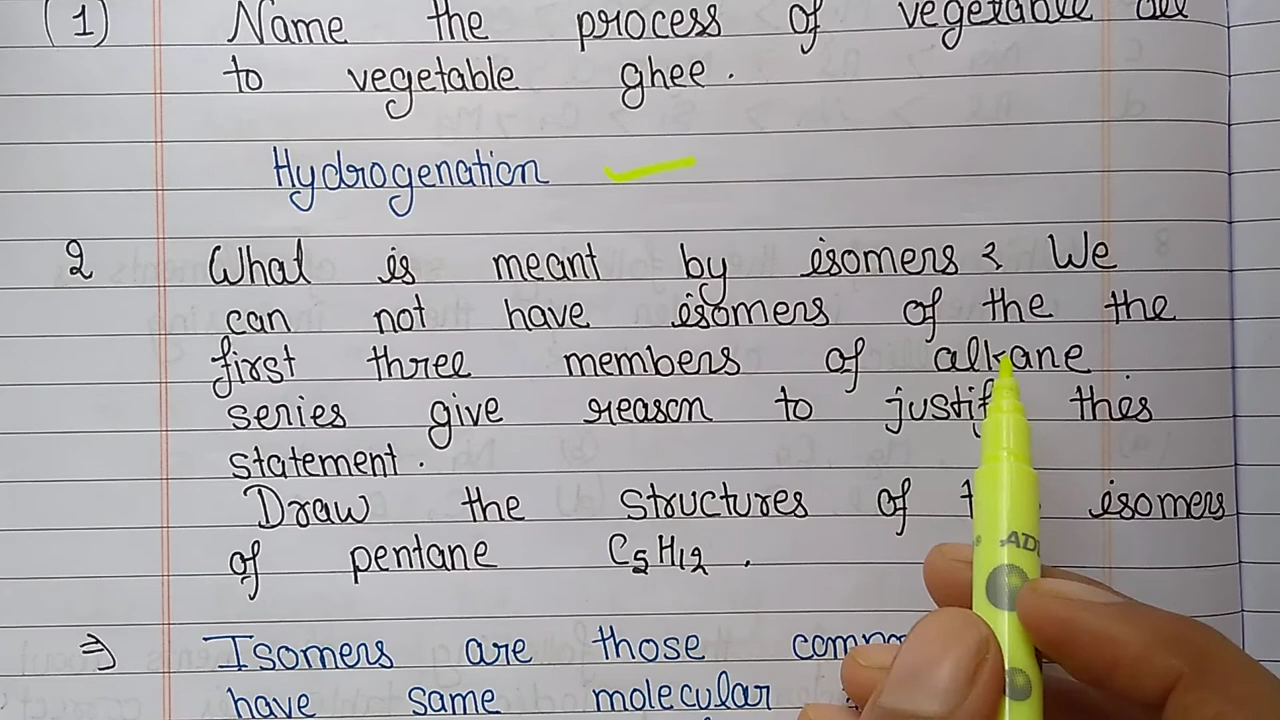 (1) Name the process of vegetable oil
to vegetable ghee.
Hydrogenation
2 What is meant by isomers ? We
can not have isomers of the the
first three members of alkane
series give reason to justify this
statement.
Draw the structures of isomers
of pentane C5H12.
⇒ Isomers are those
have same molecular